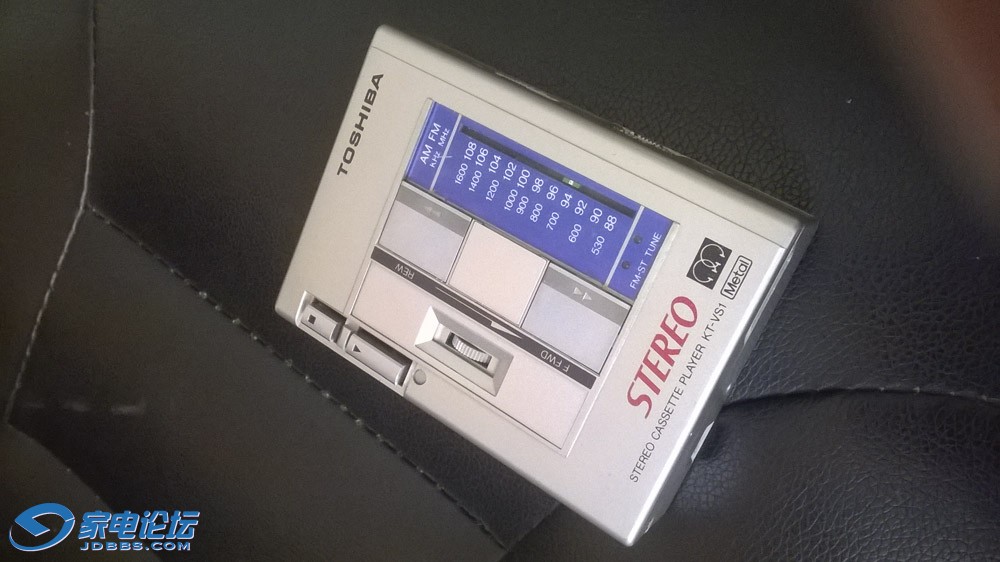 TOSHIBA
AM FM
KHz MHz
1600 108
1400 106
1200 104
1000 102
900 100
800 98
700 96
94
600 92
90
530 88
FM-ST TUNE
REW
F.FWD
STEREO
Metal
STEREO CASSETTE PLAYER KT-VS1
家电论坛
JDBBS.COM